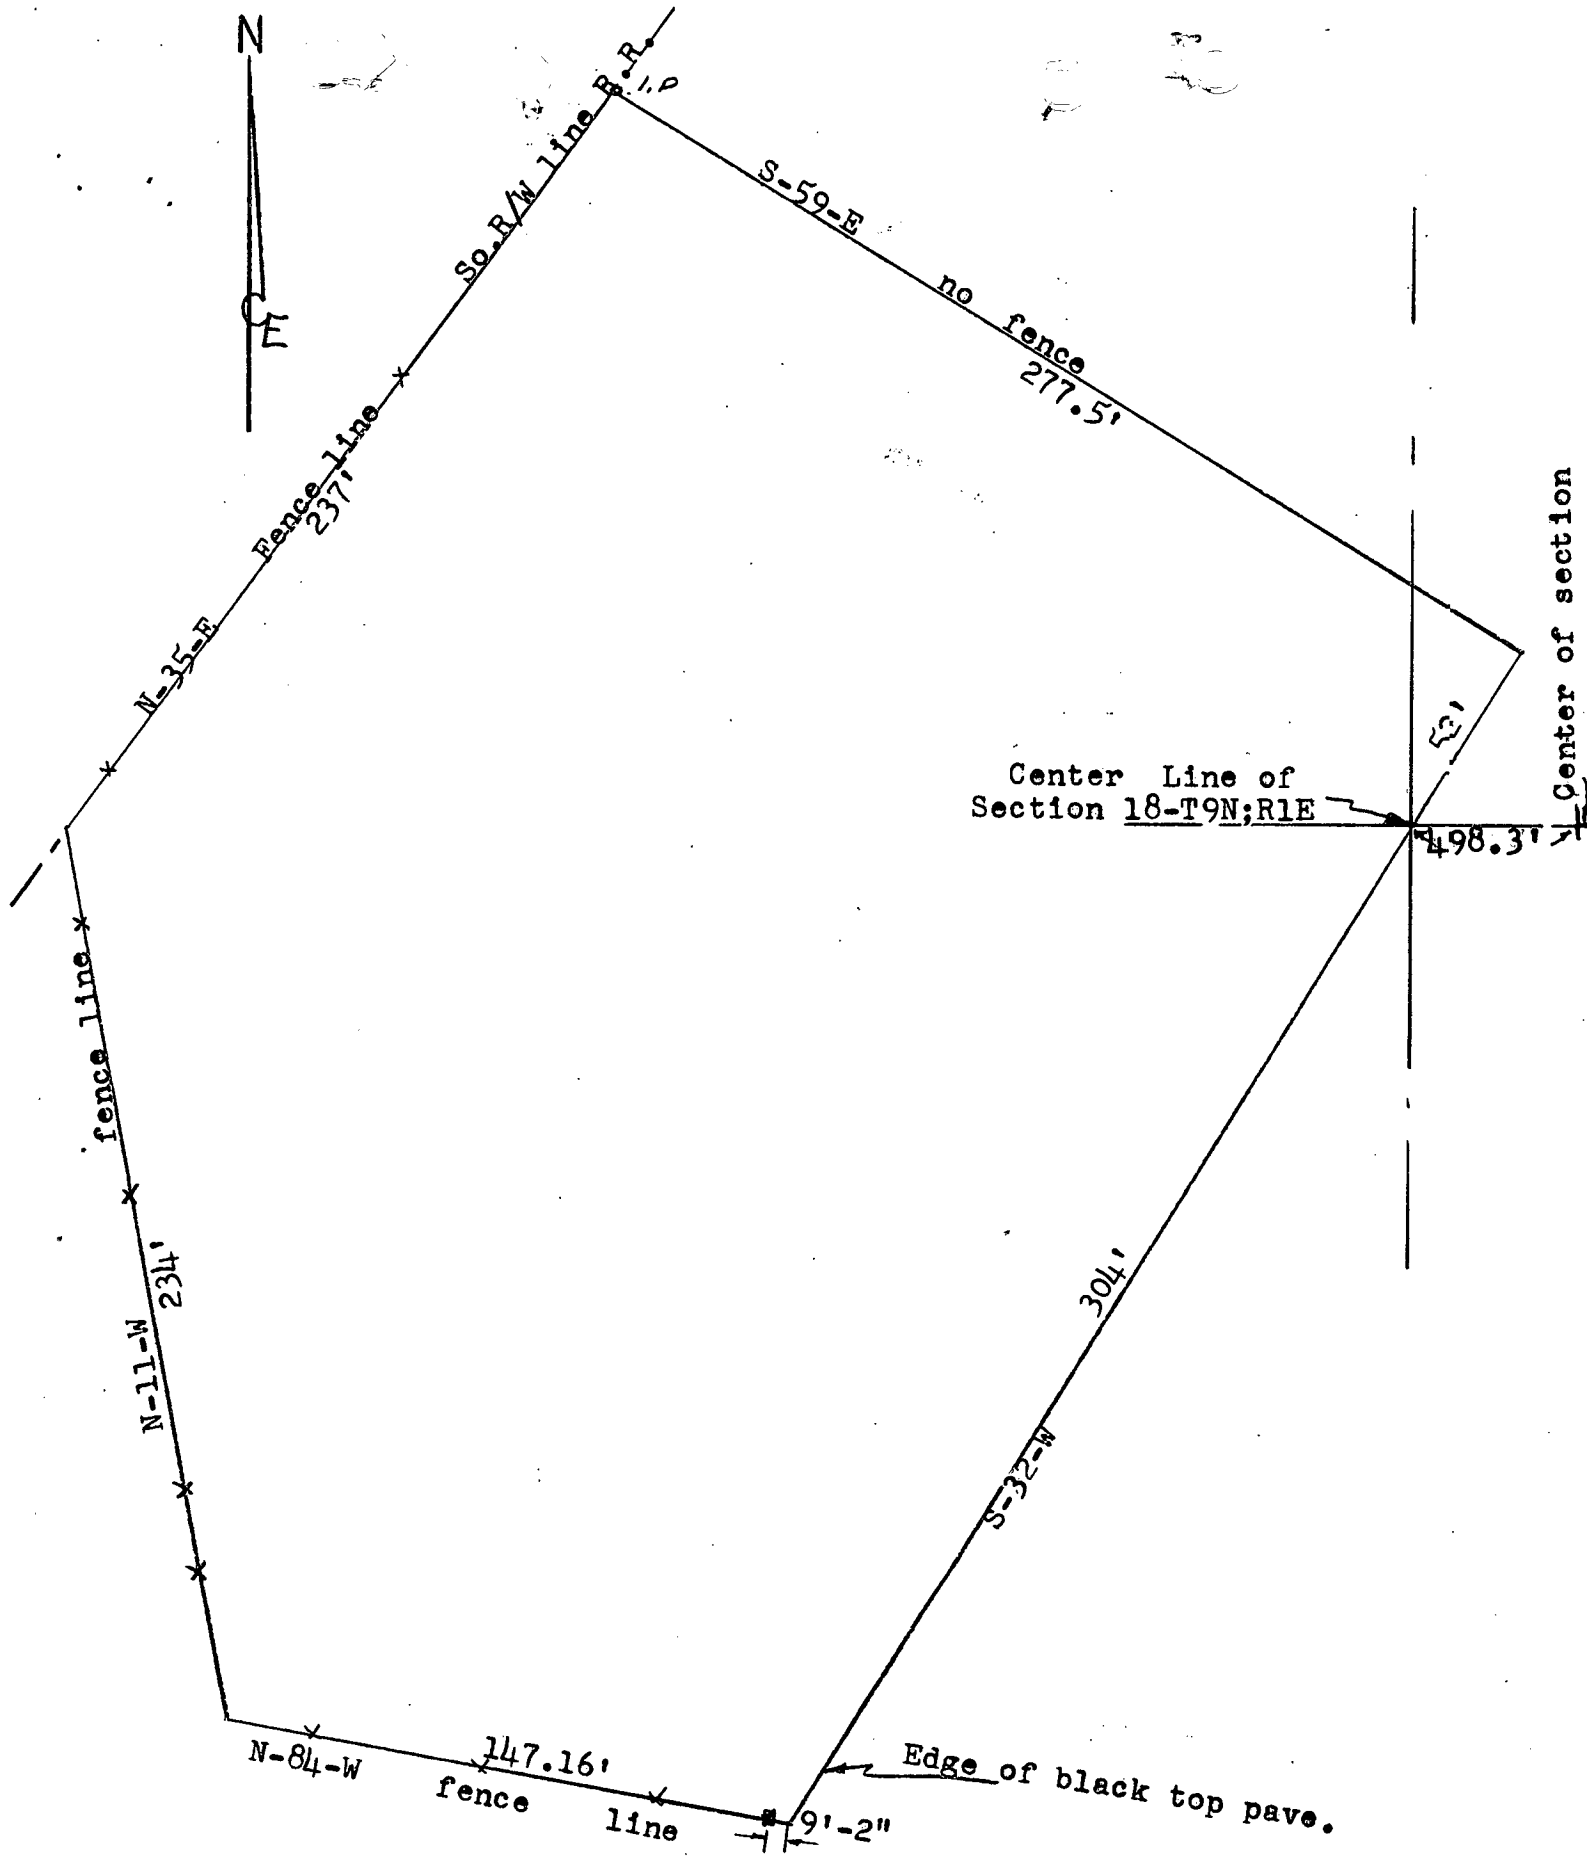 N
CE
R.R.
I.P
So.R/W line
S-59-E
no fence
277.5'
Fence line
237'
N-35-E
Center of section
Center Line of
Section 18-T9N;R1E
498.3'
fence line
234'
N-11-W
304'
S-32-W
N-84-W
147.16'
fence line
9'-2"
Edge of black top pave.